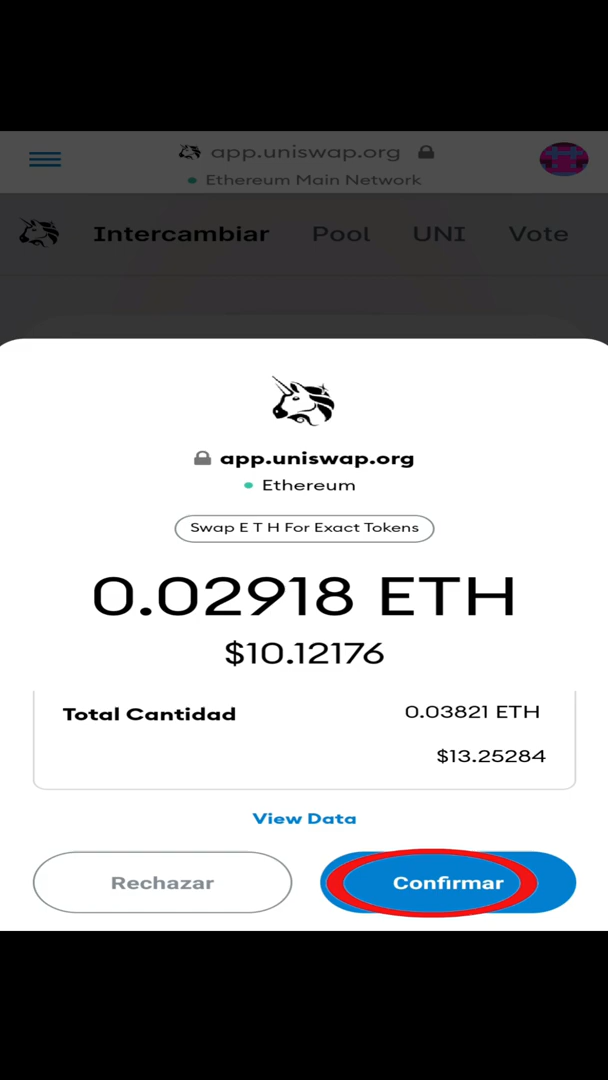 app.uniswap.org
Ethereum Main Network
Intercambiar Pool UNI Vote
app.uniswap.org
Ethereum
Swap E T H For Exact Tokens
0.02918 ETH
$10.12176
Total Cantidad 0.03821 ETH
$13.25284
View Data
Rechazar Confirmar